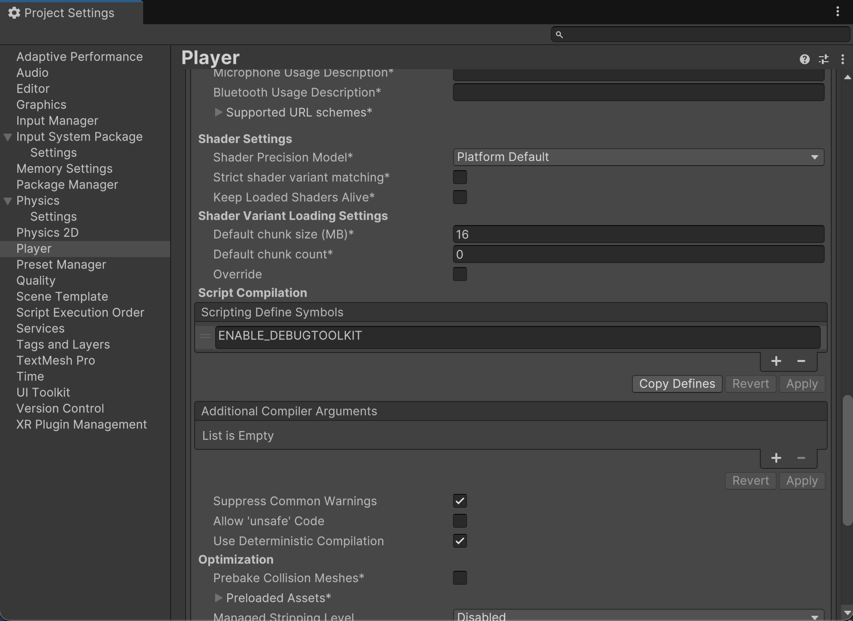 Project Settings
Adaptive Performance
Audio
Editor
Graphics
Input Manager
Input System Package
Settings
Memory Settings
Package Manager
Physics
Settings
Physics 2D
Player
Preset Manager
Quality
Scene Template
Script Execution Order
Services
Tags and Layers
TextMesh Pro
Time
UI Toolkit
Version Control
XR Plugin Management
Player
Microphone Usage Description*
Bluetooth Usage Description*
Supported URL schemes*
Shader Settings
Shader Precision Model* Platform Default
Strict shader variant matching*
Keep Loaded Shaders Alive*
Shader Variant Loading Settings
Default chunk size (MB)* 16
Default chunk count* 0
Override
Script Compilation
Scripting Define Symbols
ENABLE_DEBUGTOOLKIT
+ −
Copy Defines Revert Apply
Additional Compiler Arguments
List is Empty
+ −
Revert Apply
Suppress Common Warnings
Allow 'unsafe' Code
Use Deterministic Compilation
Optimization
Prebake Collision Meshes*
Preloaded Assets*
Managed Stripping Level Disabled